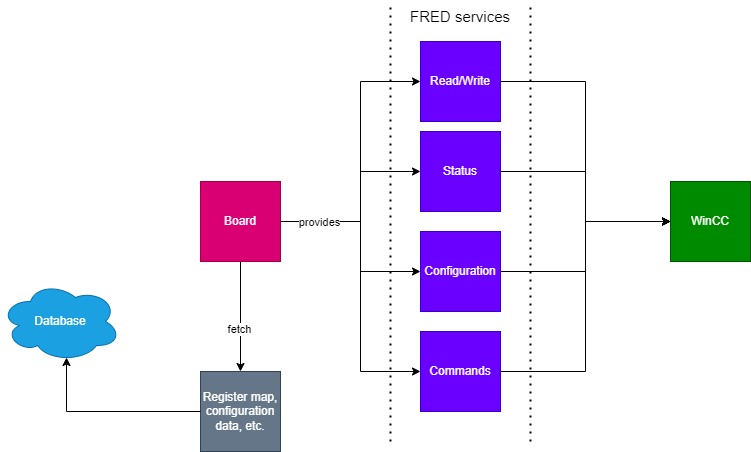 FRED services
Read/Write
Status
Board
provides
WinCC
Configuration
Database
fetch
Commands
Register map,
configuration
data, etc.